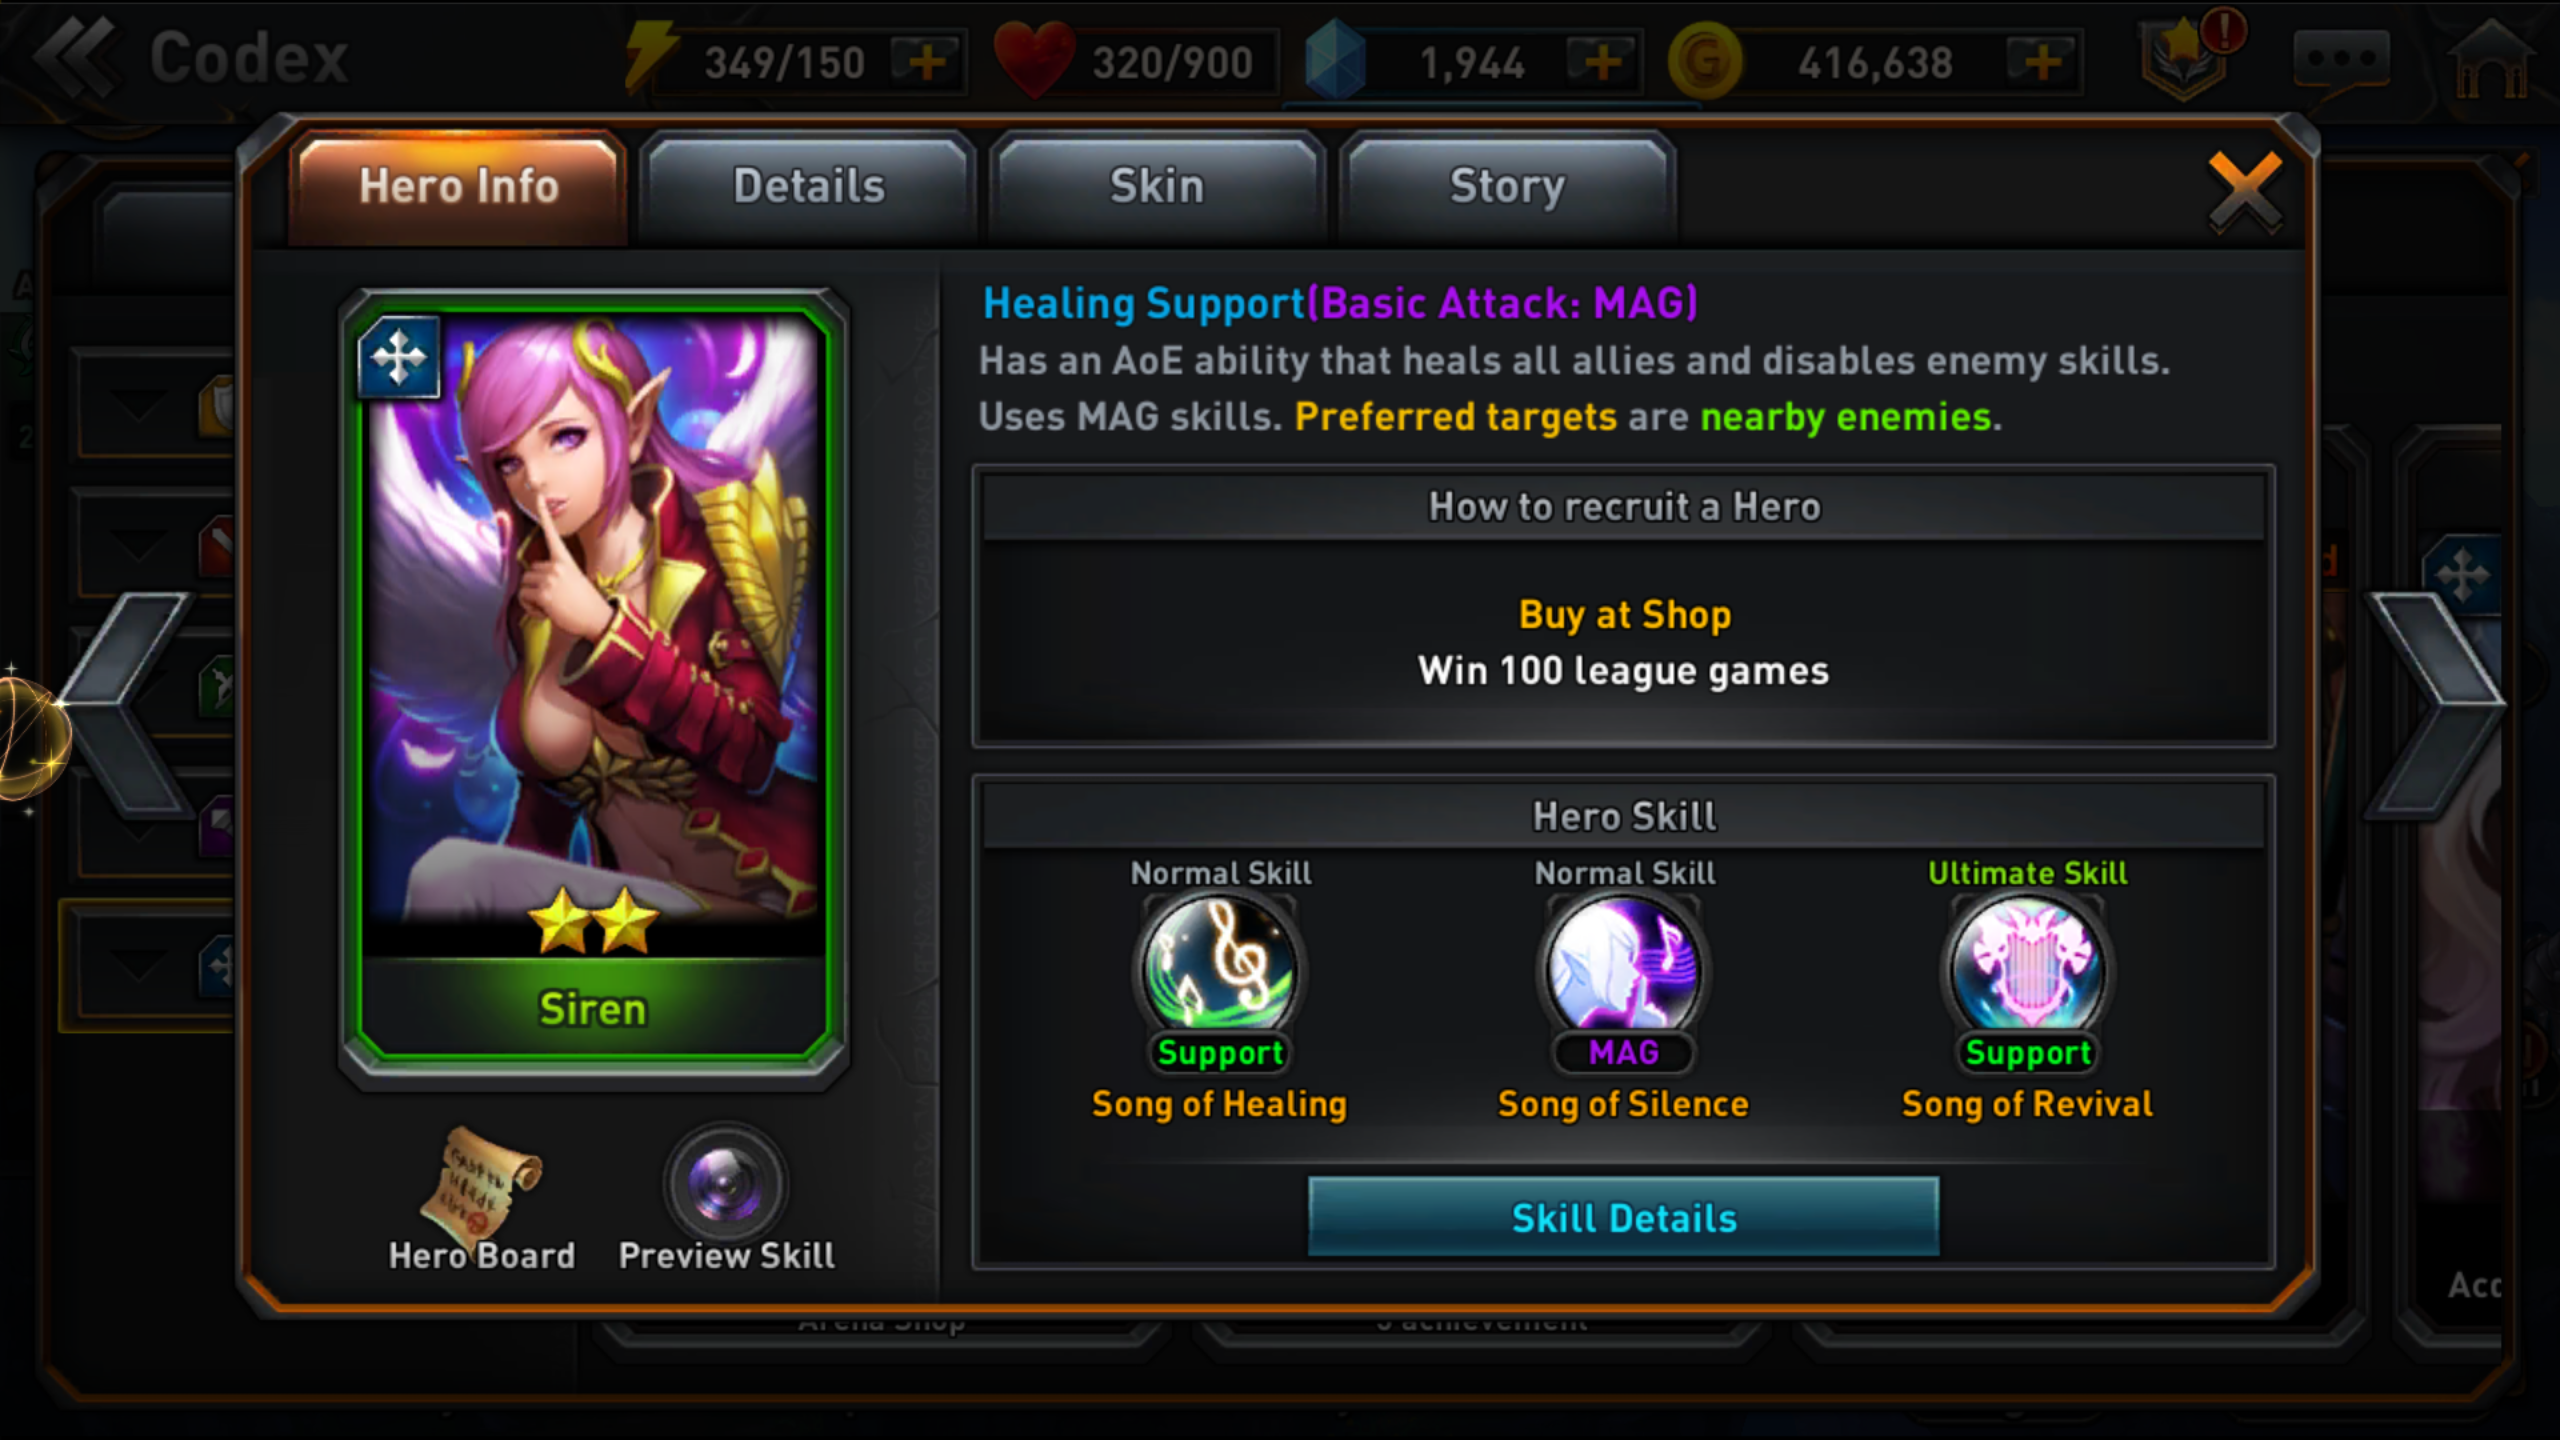 Codex
349/150
320/900
1,944
416,638
Hero Info
Details
Skin
Story
Healing Support(Basic Attack: MAG)
Has an AoE ability that heals all allies and disables enemy skills.
Uses MAG skills. Preferred targets are nearby enemies.
How to recruit a Hero
Buy at Shop
Win 100 league games
Siren
Hero Skill
Normal Skill
Normal Skill
Ultimate Skill
Support
MAG
Support
Song of Healing
Song of Silence
Song of Revival
Hero Board
Preview Skill
Skill Details
Arena Shop